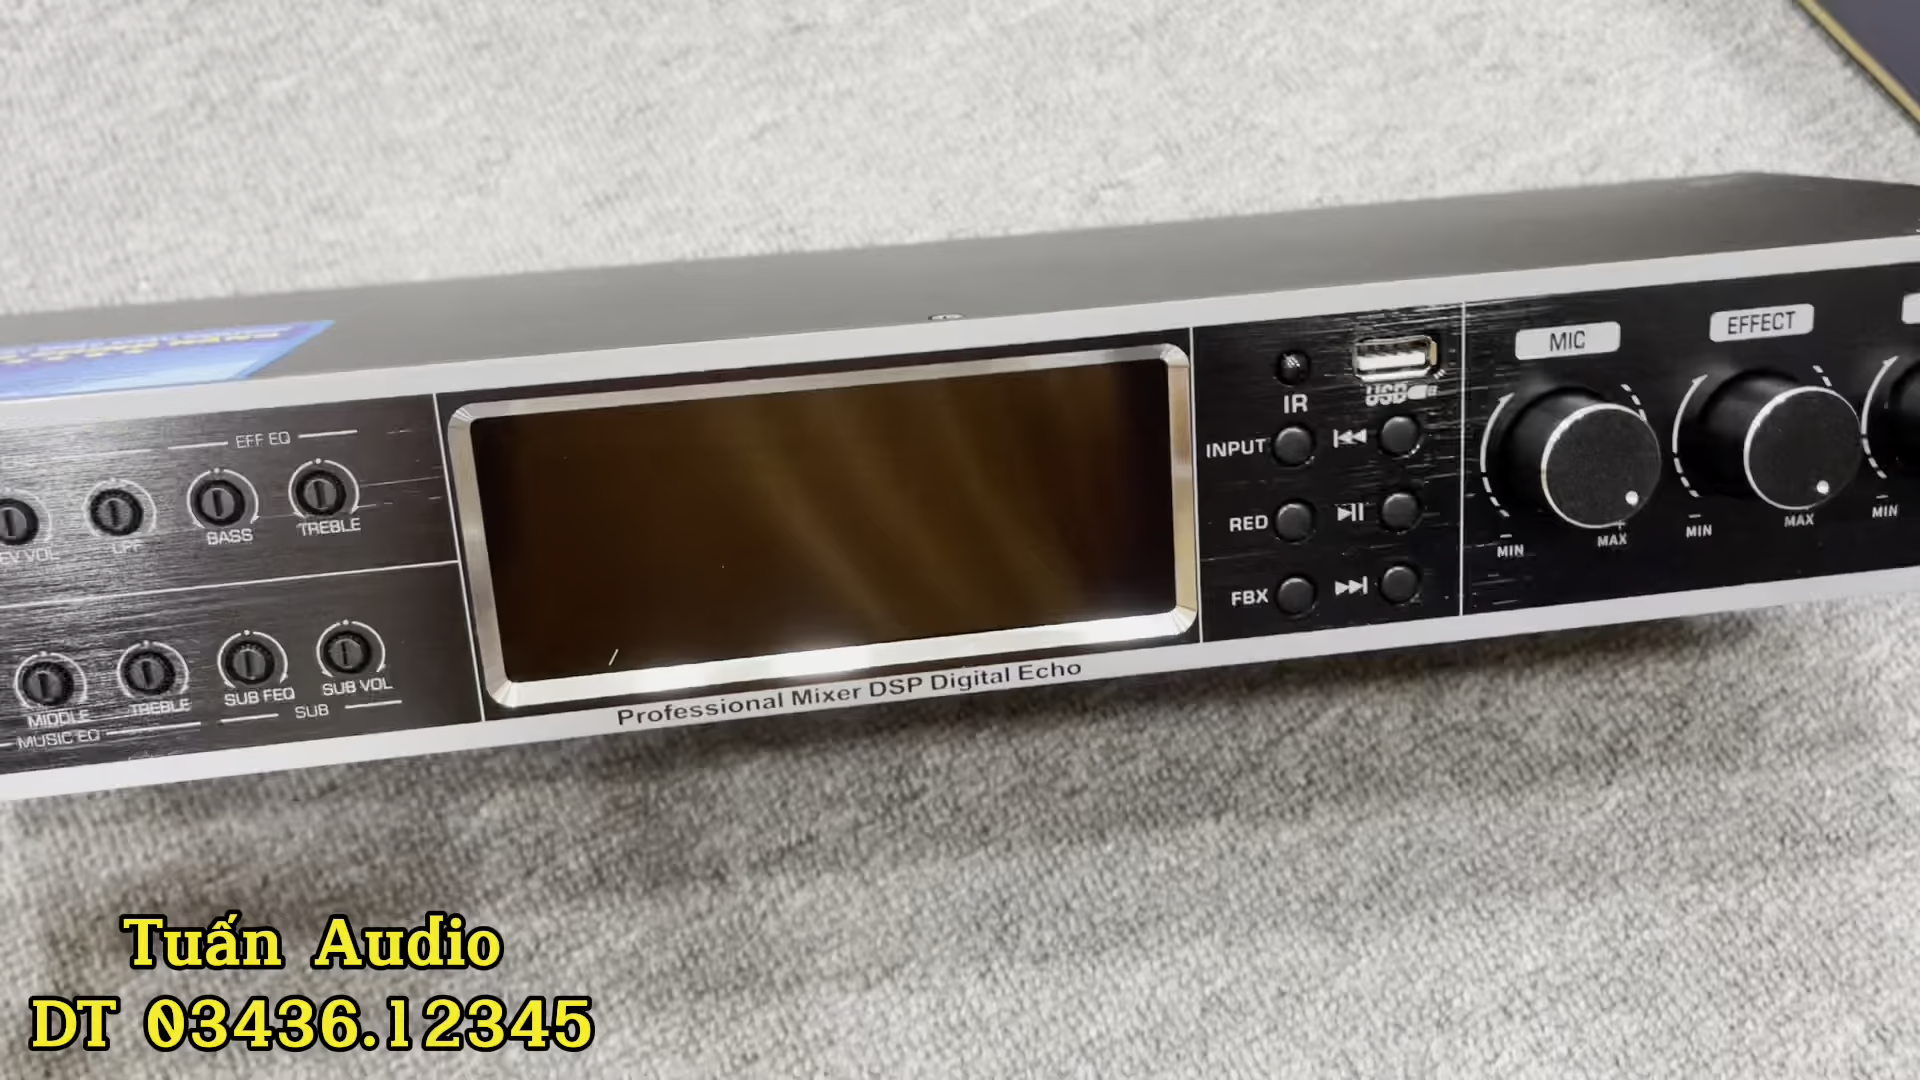 EFF EQ
LPF
BASS
TREBLE
MIDDLE
TREBLE
SUB FEQ
SUB VOL
MUSIC EQ
SUB
Professional Mixer DSP Digital Echo
IR
USB
INPUT
RED
FBX
MIC
MIN
MAX
EFFECT
MIN
MAX
MIN
Tuấn Audio
DT 03436.12345